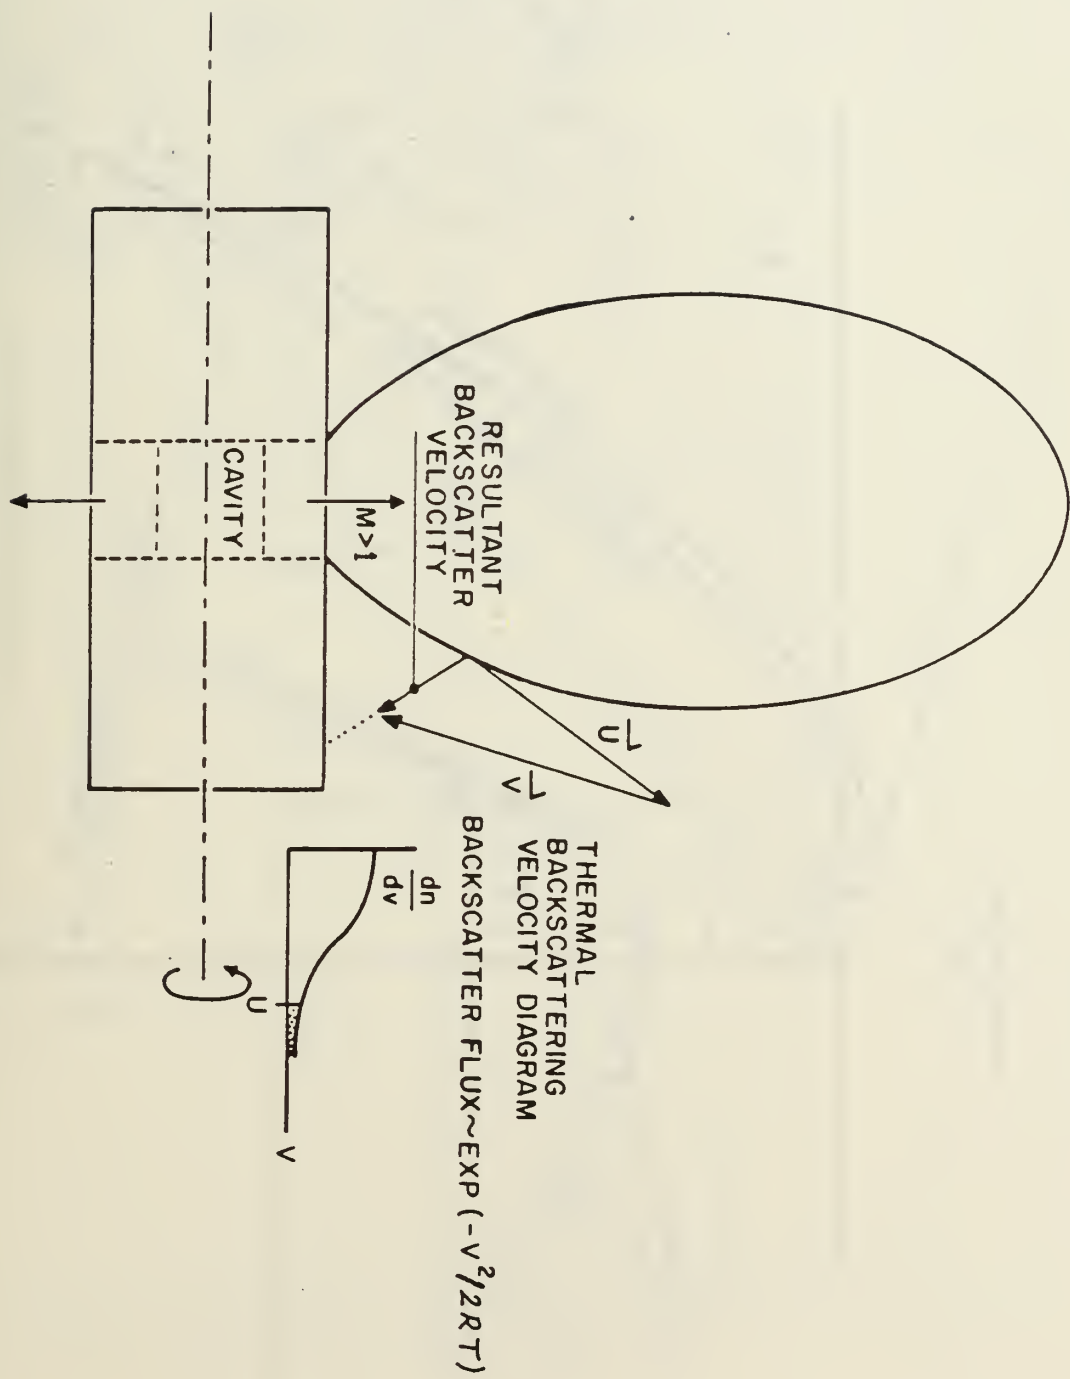 RESULTANT
BACKSCATTER
VELOCITY
CAVITY
M>1
U
V
THERMAL
BACKSCATTERING
VELOCITY DIAGRAM
BACKSCATTER FLUX~EXP (-V²/2RT)
dn
dv
U
V